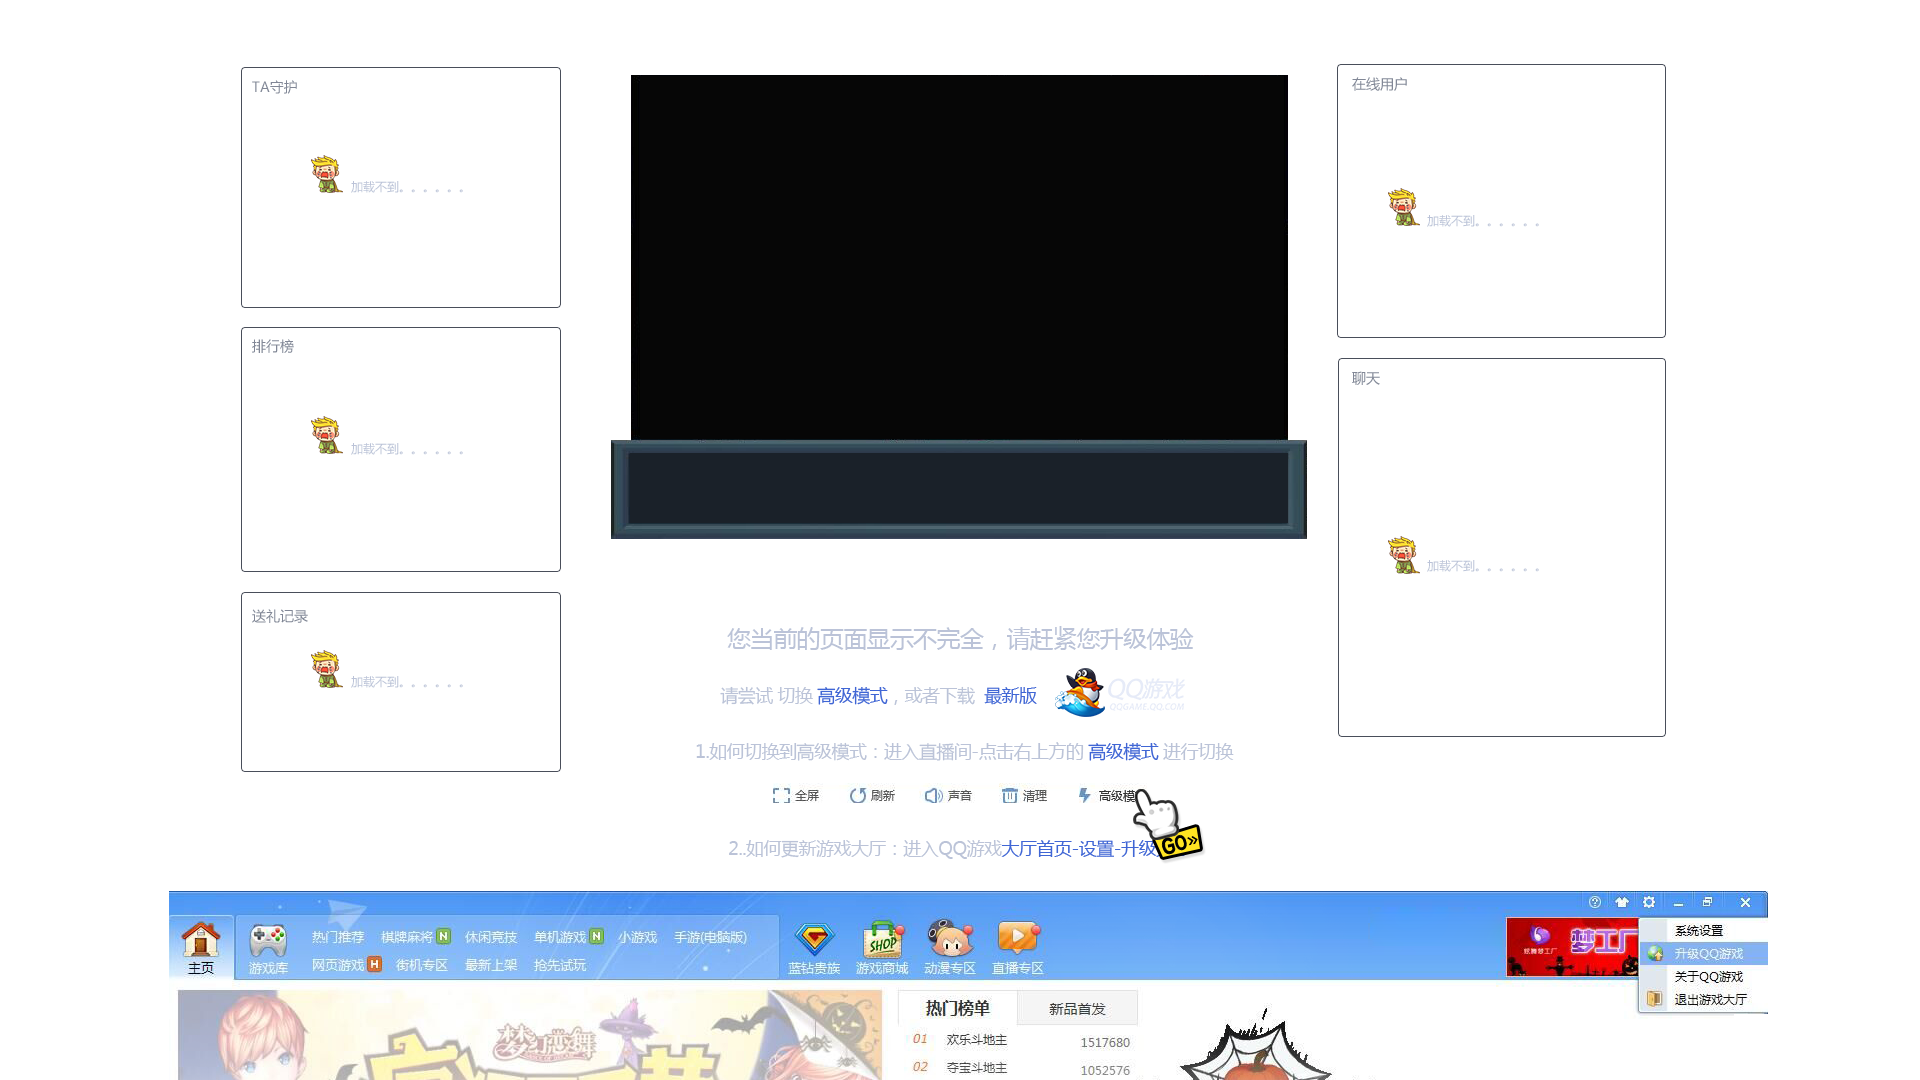 TA守护
加载不到。。。。。。
排行榜
加载不到。。。。。。
送礼记录
加载不到。。。。。。
在线用户
加载不到。。。。。。
聊天
加载不到。。。。。。
您当前的页面显示不完全，请赶紧您升级体验
请尝试 切换 高级模式，或者下载 最新版 QQ游戏
QQGAME.QQ.COM
1.如何切换到高级模式：进入直播间-点击右上方的 高级模式 进行切换
全屏 刷新 声音 清理 高级模
GO»
2..如何更新游戏大厅：进入QQ游戏大厅首页-设置-升级
主页
游戏库
热门推荐 棋牌麻将 N 休闲竞技 单机游戏 N 小游戏 手游(电脑版)
网页游戏 H 街机专区 最新上架 抢先试玩
SHOP
蓝钻贵族 游戏商城 动漫专区 直播专区
炫舞梦工厂
梦工厂
系统设置
升级QQ游戏
关于QQ游戏
退出游戏大厅
热门榜单 新品首发
01 欢乐斗地主 1517680
02 夺宝斗地主 1052576